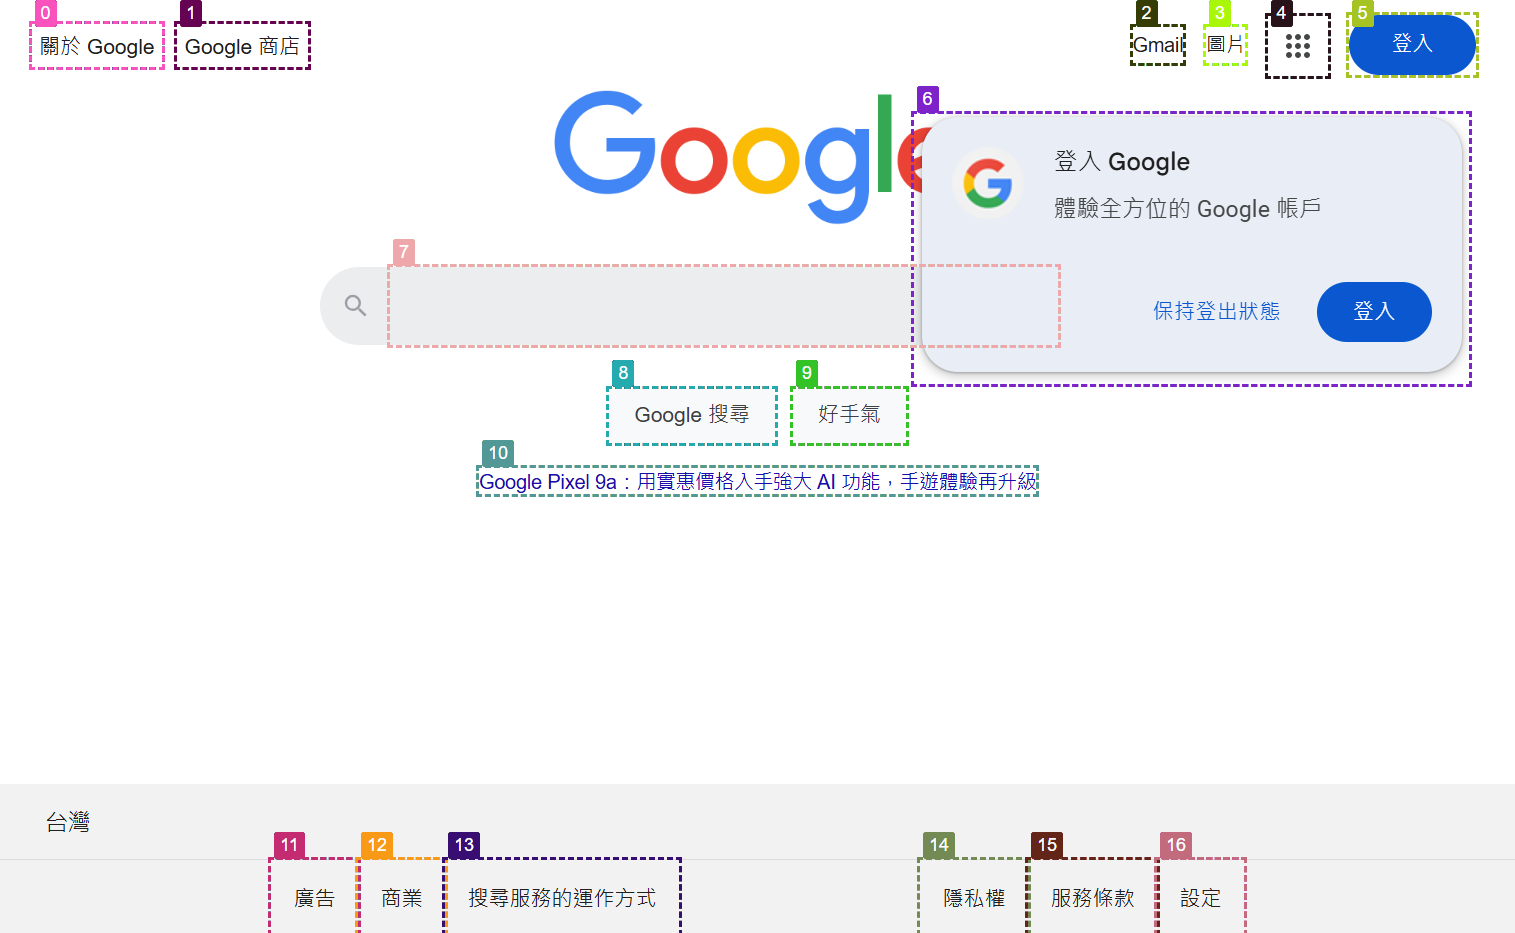 0 1 2 3 4 5
關於 Google Google 商店 Gmail 圖片 登入
6
Google
登入 Google
體驗全方位的 Google 帳戶
7
保持登出狀態 登入
8 9
Google 搜尋 好手氣
10
Google Pixel 9a：用實惠價格入手強大 AI 功能，手遊體驗再升級
台灣
11 12 13 14 15 16
廣告 商業 搜尋服務的運作方式 隱私權 服務條款 設定